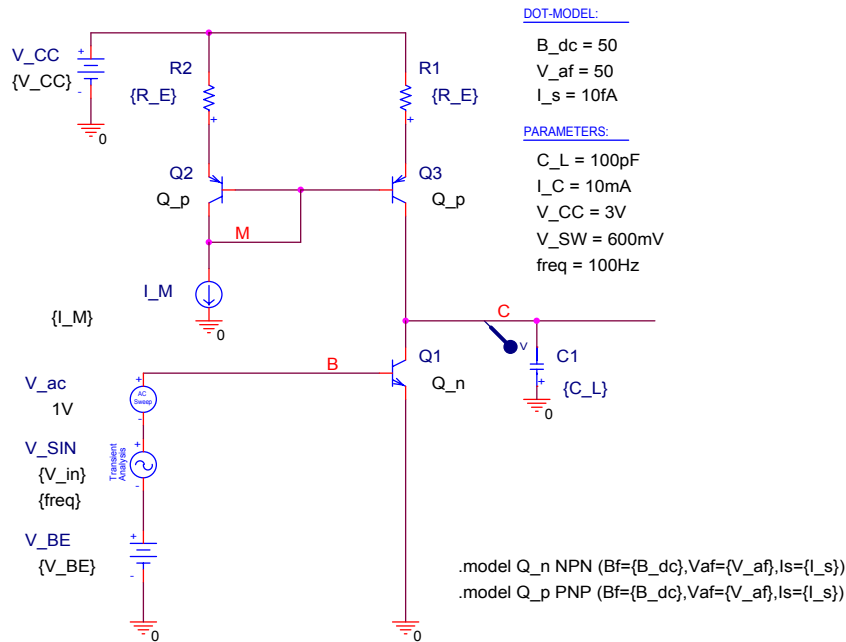 DOT-MODEL:
B_dc = 50
V_af = 50
I_s = 10fA
PARAMETERS:
C_L = 100pF
I_C = 10mA
V_CC = 3V
V_SW = 600mV
freq = 100Hz
V_CC
{V_CC}
+
-
0
R2
{R_E}
+
R1
{R_E}
+
Q2
Q_p
Q3
Q_p
M
I_M
{I_M}
0
C
V
C1
{C_L}
+
0
B
Q1
Q_n
V_ac
1V
+
AC
Sweep
-
V_SIN
{V_in}
{freq}
+
-
Transient
Analysis
V_BE
{V_BE}
+
-
0
0
.model Q_n NPN (Bf={B_dc},Vaf={V_af},Is={I_s})
.model Q_p PNP (Bf={B_dc},Vaf={V_af},Is={I_s})